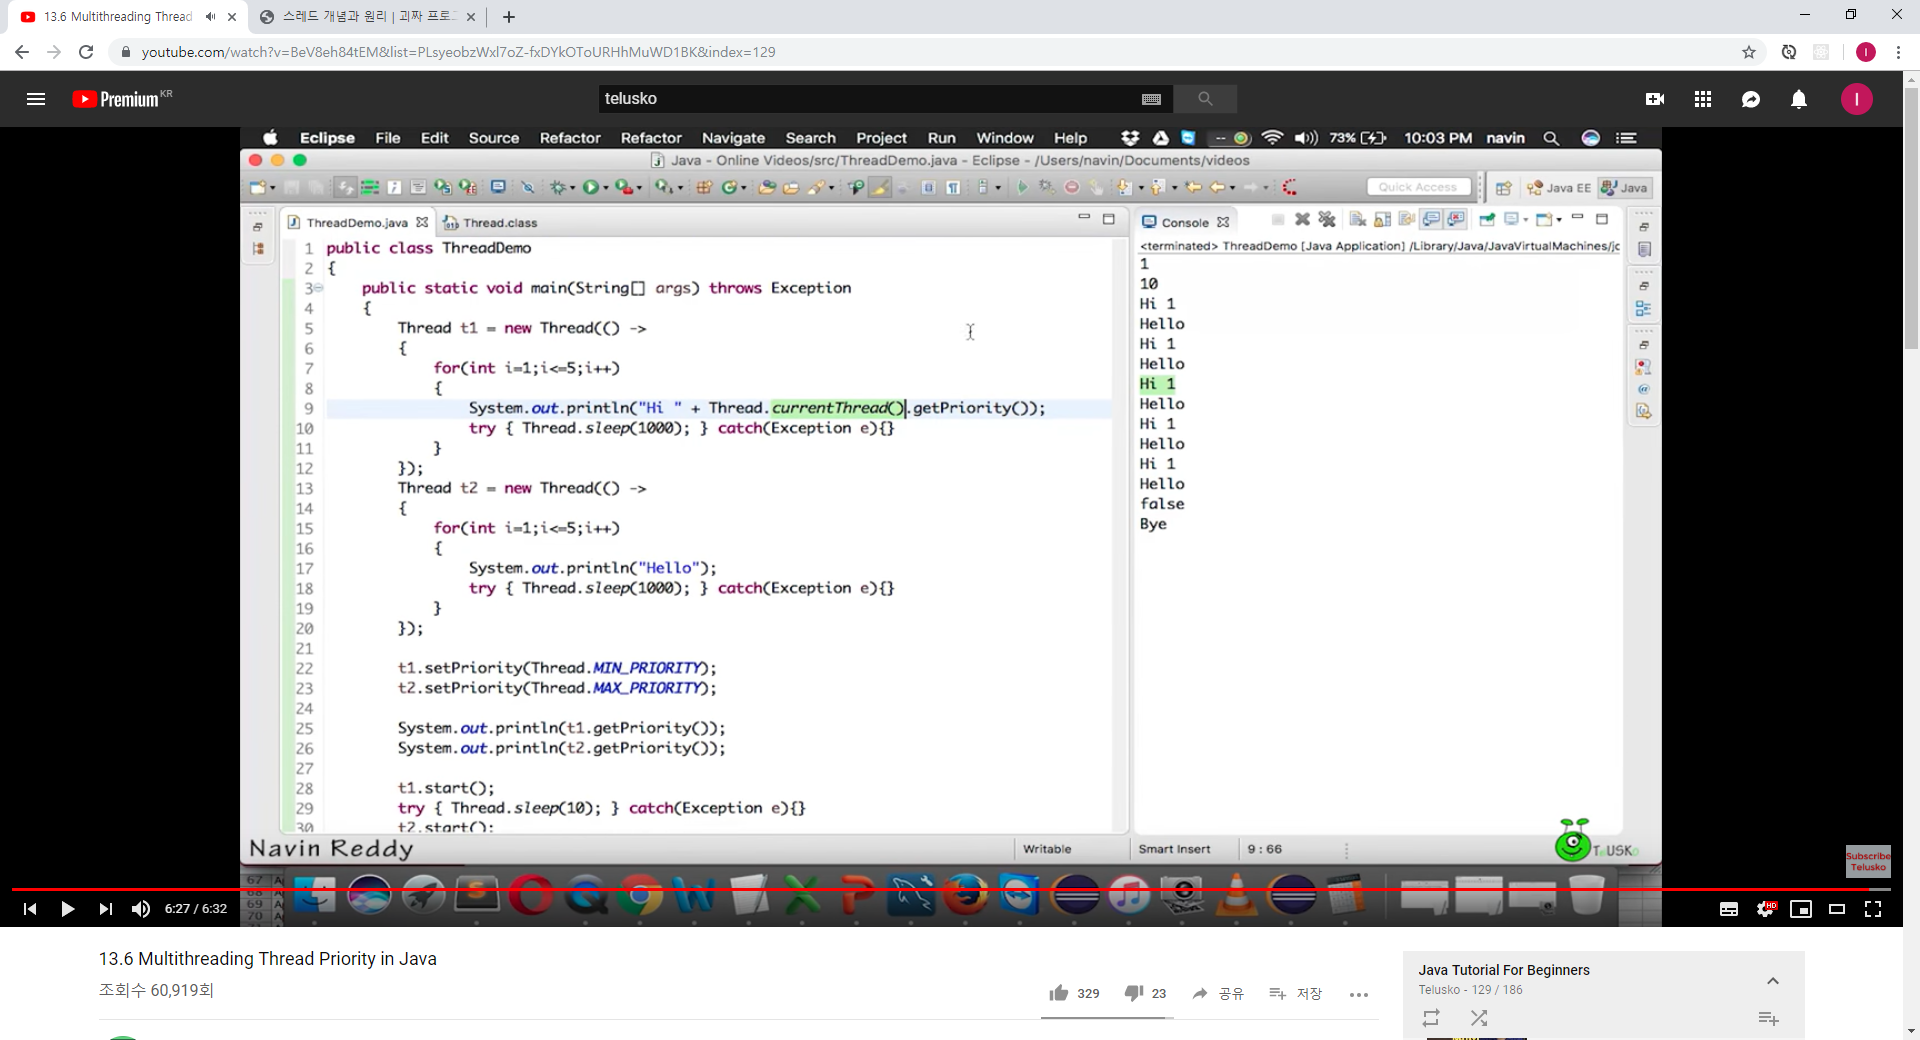 13.6 Multithreading Thread
스레드 개념과 원리 | 괴짜 프로그
youtube.com/watch?v=BeV8eh84tEM&list=PLsyeobzWxl7oZ-fxDYkOToURHhMuWD1BK&index=129
Premium KR
telusko
I
Eclipse File Edit Source Refactor Refactor Navigate Search Project Run Window Help
73% 10:03 PM navin
Java - Online Videos/src/ThreadDemo.java - Eclipse - /Users/navin/Documents/videos
Quick Access
Java EE
Java
ThreadDemo.java
Thread.class
1 public class ThreadDemo
2 {
3 public static void main(String[] args) throws Exception
4 {
5 Thread t1 = new Thread(() ->
6 {
7 for(int i=1;i<=5;i++)
8 {
9 System.out.println("Hi " + Thread.currentThread().getPriority());
10 try { Thread.sleep(1000); } catch(Exception e){}
11 }
12 });
13 Thread t2 = new Thread(() ->
14 {
15 for(int i=1;i<=5;i++)
16 {
17 System.out.println("Hello");
18 try { Thread.sleep(1000); } catch(Exception e){}
19 }
20 });
21
22 t1.setPriority(Thread.MIN_PRIORITY);
23 t2.setPriority(Thread.MAX_PRIORITY);
24
25 System.out.println(t1.getPriority());
26 System.out.println(t2.getPriority());
27
28 t1.start();
29 try { Thread.sleep(10); } catch(Exception e){}
30 t2.start();
Console
<terminated> ThreadDemo [Java Application] /Library/Java/JavaVirtualMachines/jc
1
10
Hi 1
Hello
Hi 1
Hello
Hi 1
Hello
Hi 1
Hello
Hi 1
Hello
false
Bye
Navin Reddy
Writable
Smart Insert
9 : 66
TeLUSKo
Subscribe
Telusko
67
68
69
70
6:27 / 6:32
HD
13.6 Multithreading Thread Priority in Java
조회수 60,919회
329
23
공유
저장
Java Tutorial For Beginners
Telusko - 129 / 186